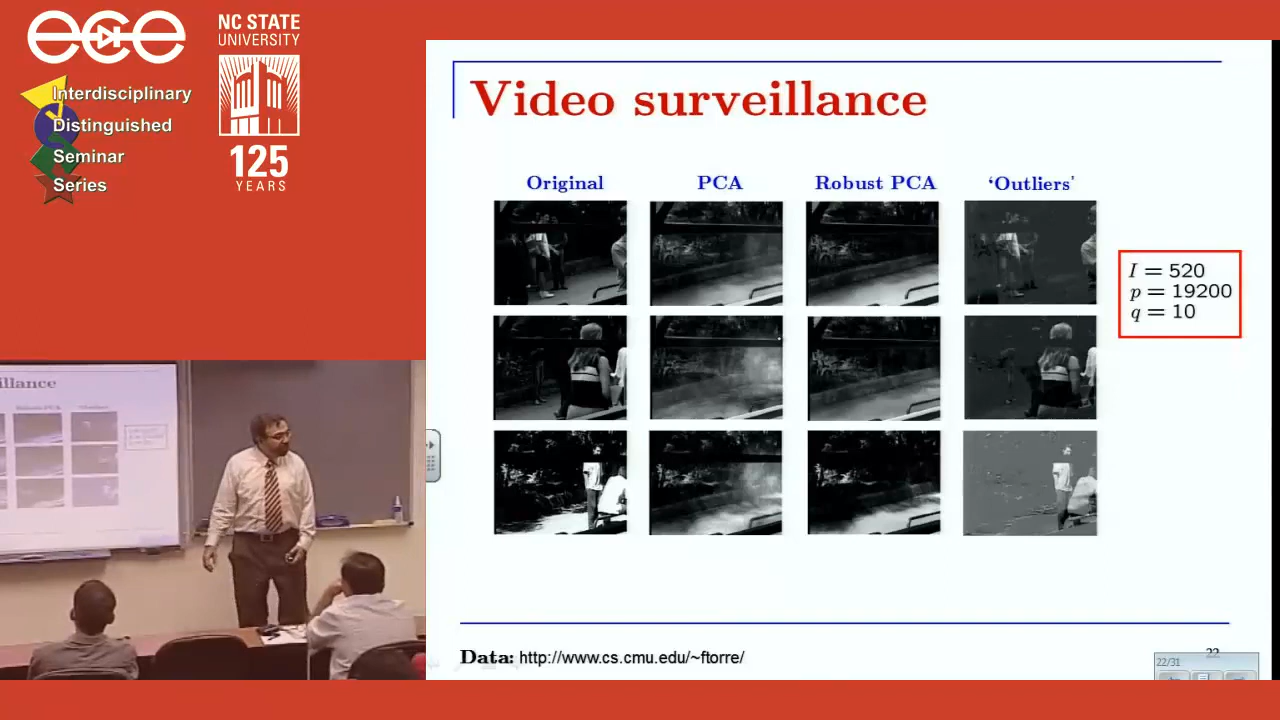 ece
NC STATE
UNIVERSITY
Interdisciplinary
Distinguished
Seminar
Series
125
YEARS
Video surveillance
Original PCA Robust PCA ‘Outliers’
I = 520
p = 19200
q = 10
illance
Data: http://www.cs.cmu.edu/~ftorre/
22
22/31